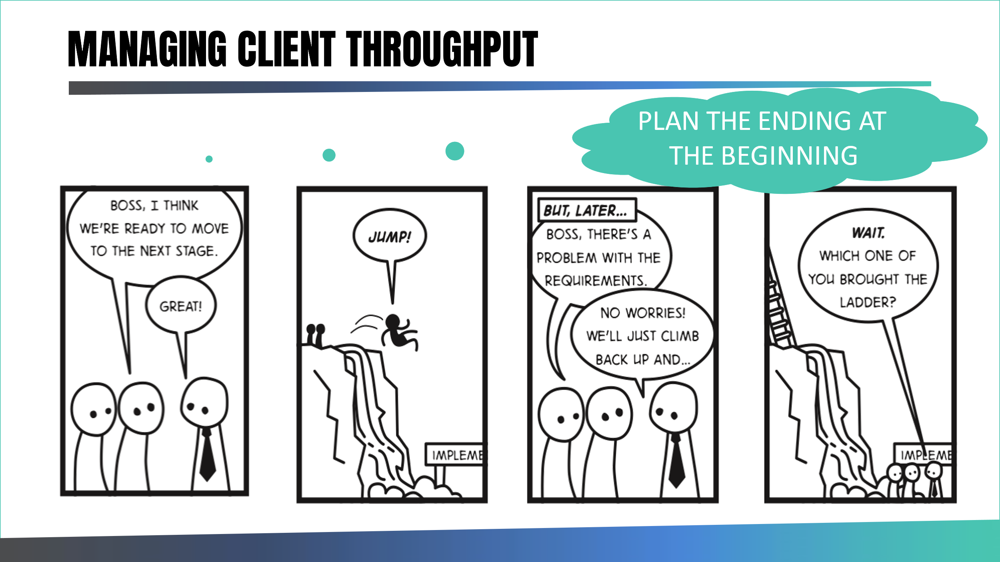 MANAGING CLIENT THROUGHPUT
PLAN THE ENDING AT
THE BEGINNING
BOSS, I THINK
WE'RE READY TO MOVE
TO THE NEXT STAGE.
GREAT!
JUMP!
IMPLEME
BUT, LATER...
BOSS, THERE'S A
PROBLEM WITH THE
REQUIREMENTS.
NO WORRIES!
WE'LL JUST CLIMB
BACK UP AND...
WAIT.
WHICH ONE OF
YOU BROUGHT THE
LADDER?
IMPLEME